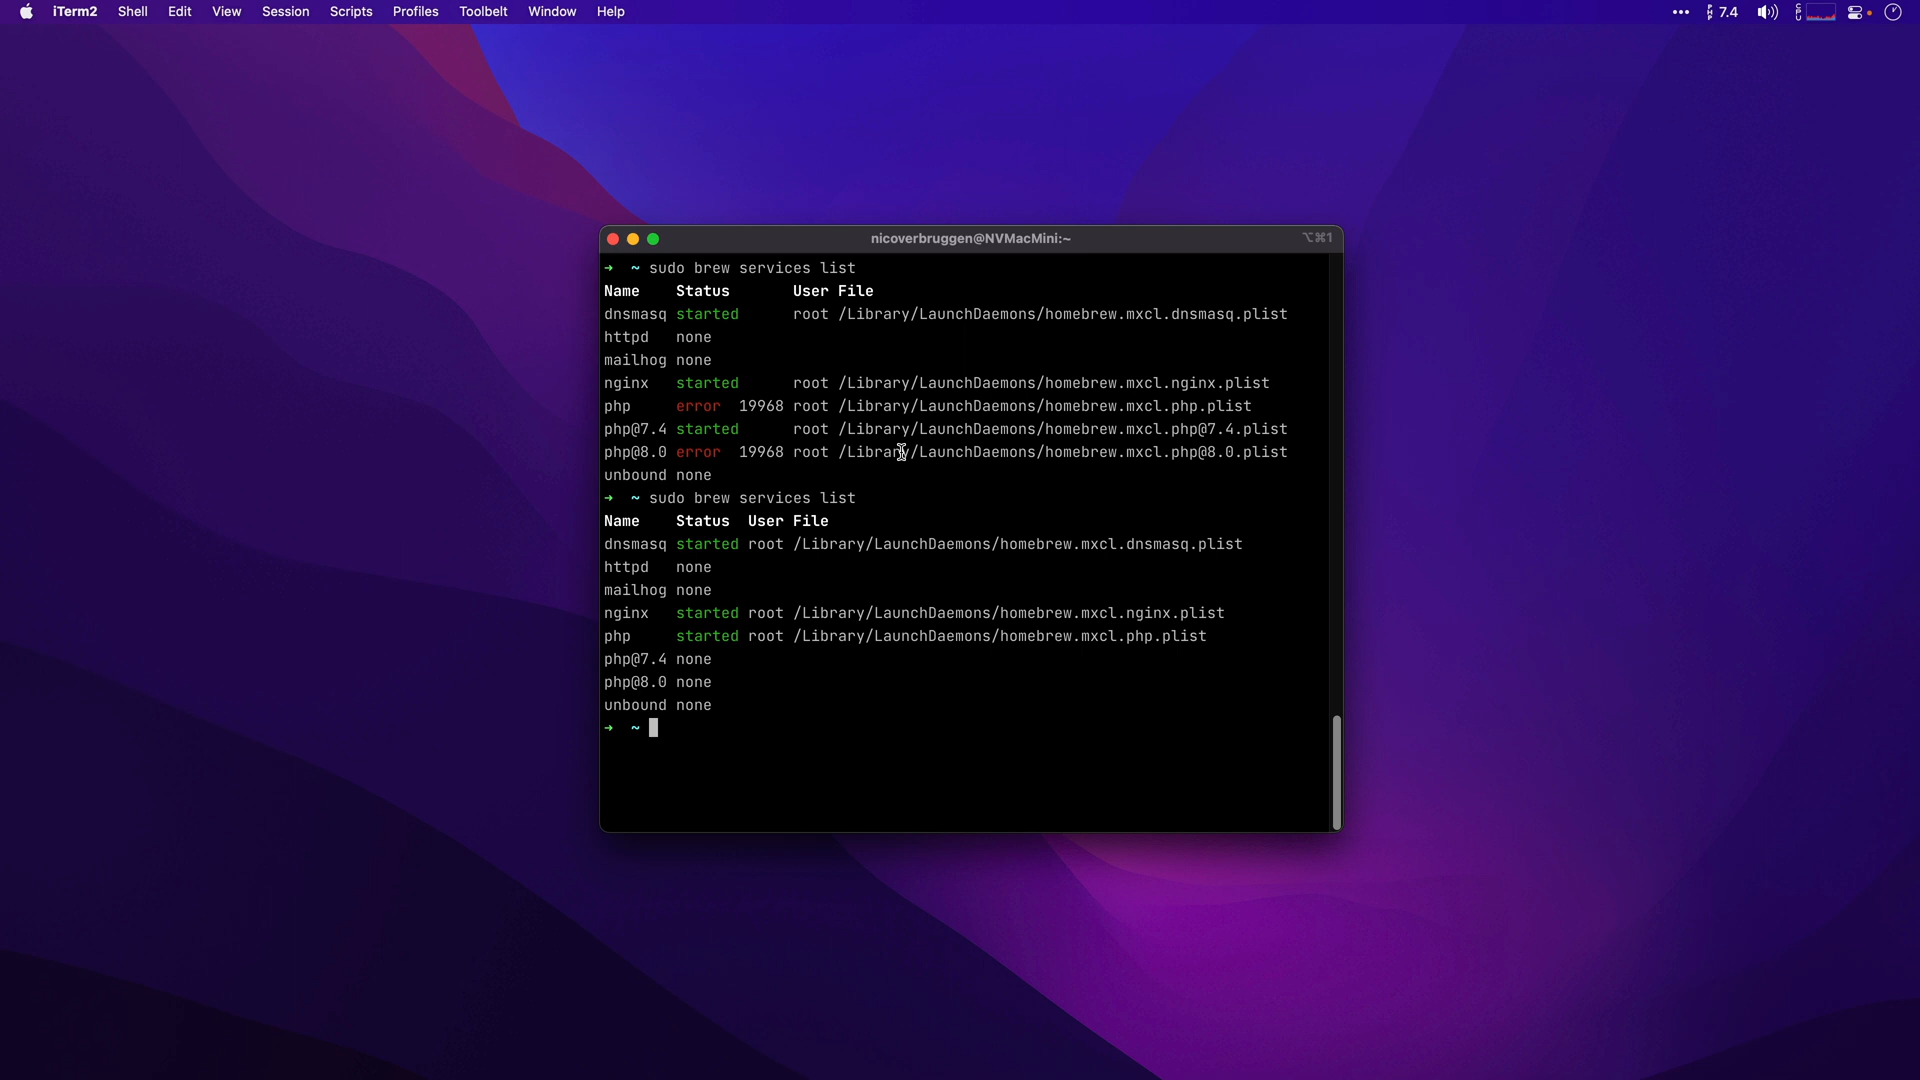 iTerm2 Shell Edit View Session Scripts Profiles Toolbelt Window Help ••• PHP 7.4 CPU
nicoverbruggen@NVMacMini:~ ⌥⌘1
➜ ~ sudo brew services list
Name Status User File
dnsmasq started root /Library/LaunchDaemons/homebrew.mxcl.dnsmasq.plist
httpd none
mailhog none
nginx started root /Library/LaunchDaemons/homebrew.mxcl.nginx.plist
php error 19968 root /Library/LaunchDaemons/homebrew.mxcl.php.plist
php@7.4 started root /Library/LaunchDaemons/homebrew.mxcl.php@7.4.plist
php@8.0 error 19968 root /Library/LaunchDaemons/homebrew.mxcl.php@8.0.plist
unbound none
➜ ~ sudo brew services list
Name Status User File
dnsmasq started root /Library/LaunchDaemons/homebrew.mxcl.dnsmasq.plist
httpd none
mailhog none
nginx started root /Library/LaunchDaemons/homebrew.mxcl.nginx.plist
php started root /Library/LaunchDaemons/homebrew.mxcl.php.plist
php@7.4 none
php@8.0 none
unbound none
➜ ~